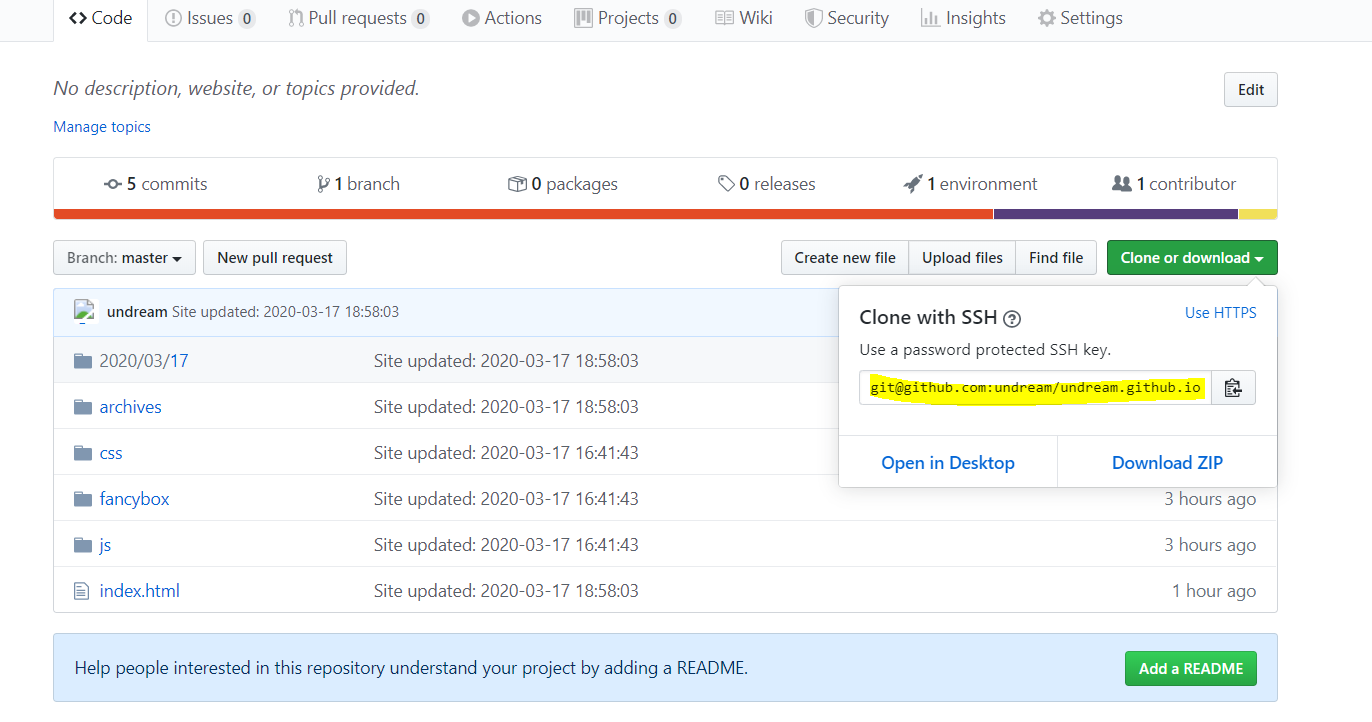 Code Issues 0 Pull requests 0 Actions Projects 0 Wiki Security Insights Settings
No description, website, or topics provided. Edit
Manage topics
5 commits 1 branch 0 packages 0 releases 1 environment 1 contributor
Branch: master New pull request Create new file Upload files Find file Clone or download
undream Site updated: 2020-03-17 18:58:03
Clone with SSH ? Use HTTPS
Use a password protected SSH key.
git@github.com:undream/undream.github.io
Open in Desktop Download ZIP
2020/03/17 Site updated: 2020-03-17 18:58:03
archives Site updated: 2020-03-17 18:58:03
css Site updated: 2020-03-17 16:41:43
fancybox Site updated: 2020-03-17 16:41:43 3 hours ago
js Site updated: 2020-03-17 16:41:43 3 hours ago
index.html Site updated: 2020-03-17 18:58:03 1 hour ago
Help people interested in this repository understand your project by adding a README. Add a README